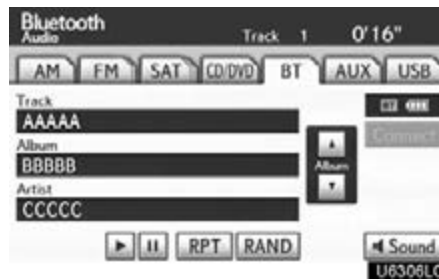 Bluetooth
Audio
Track 1 0'16"
AM FM SAT CD/DVD BT AUX USB
Track
AAAAA
Album
BBBBB
Album
Artist
CCCCC
Connect
RPT RAND
Sound
U6306LC